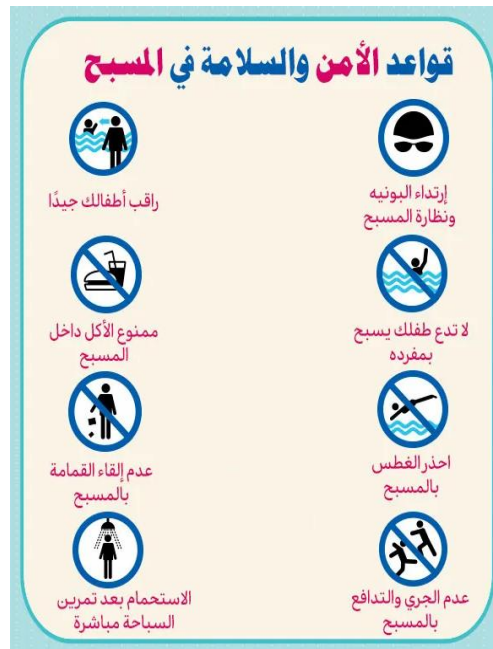 قواعد الأمن والسلامة في المسبح
إرتداء البونيه
ونظارة المسبح
راقب أطفالك جيدًا
لا تدع طفلك يسبح
بمفرده
ممنوع الأكل داخل
المسبح
احذر الغطس
بالمسبح
عدم إلقاء القمامة
بالمسبح
عدم الجري والتدافع
بالمسبح
الاستحمام بعد تمرين
السباحة مباشرة